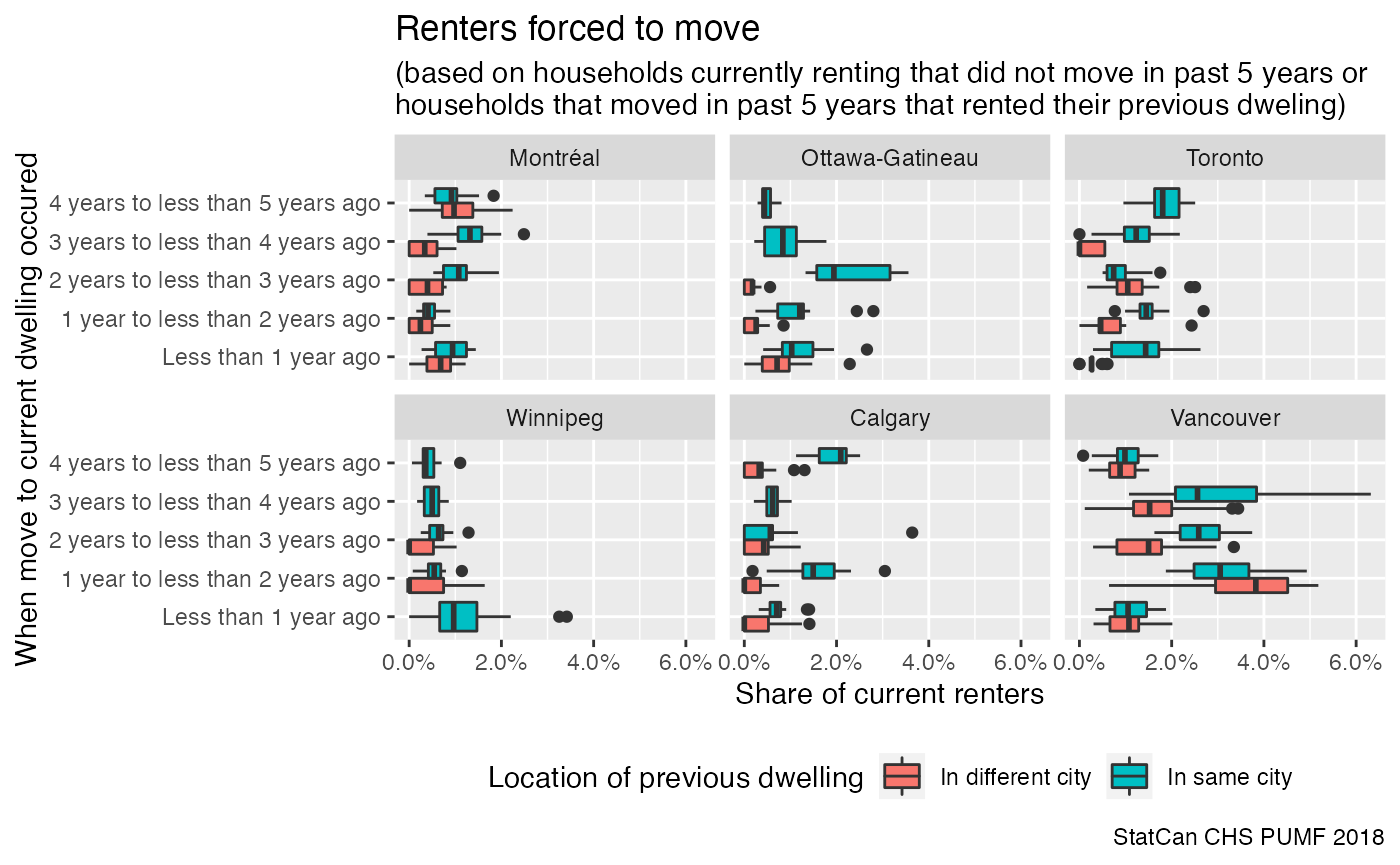 Renters forced to move
(based on households currently renting that did not move in past 5 years or
households that moved in past 5 years that rented their previous dweling)
When move to current dwelling occured
Montréal
Ottawa-Gatineau
Toronto
4 years to less than 5 years ago
3 years to less than 4 years ago
2 years to less than 3 years ago
1 year to less than 2 years ago
Less than 1 year ago
Winnipeg
Calgary
Vancouver
4 years to less than 5 years ago
3 years to less than 4 years ago
2 years to less than 3 years ago
1 year to less than 2 years ago
Less than 1 year ago
0.0% 2.0% 4.0% 6.0% 0.0% 2.0% 4.0% 6.0% 0.0% 2.0% 4.0% 6.0%
Share of current renters
Location of previous dwelling In different city In same city
StatCan CHS PUMF 2018